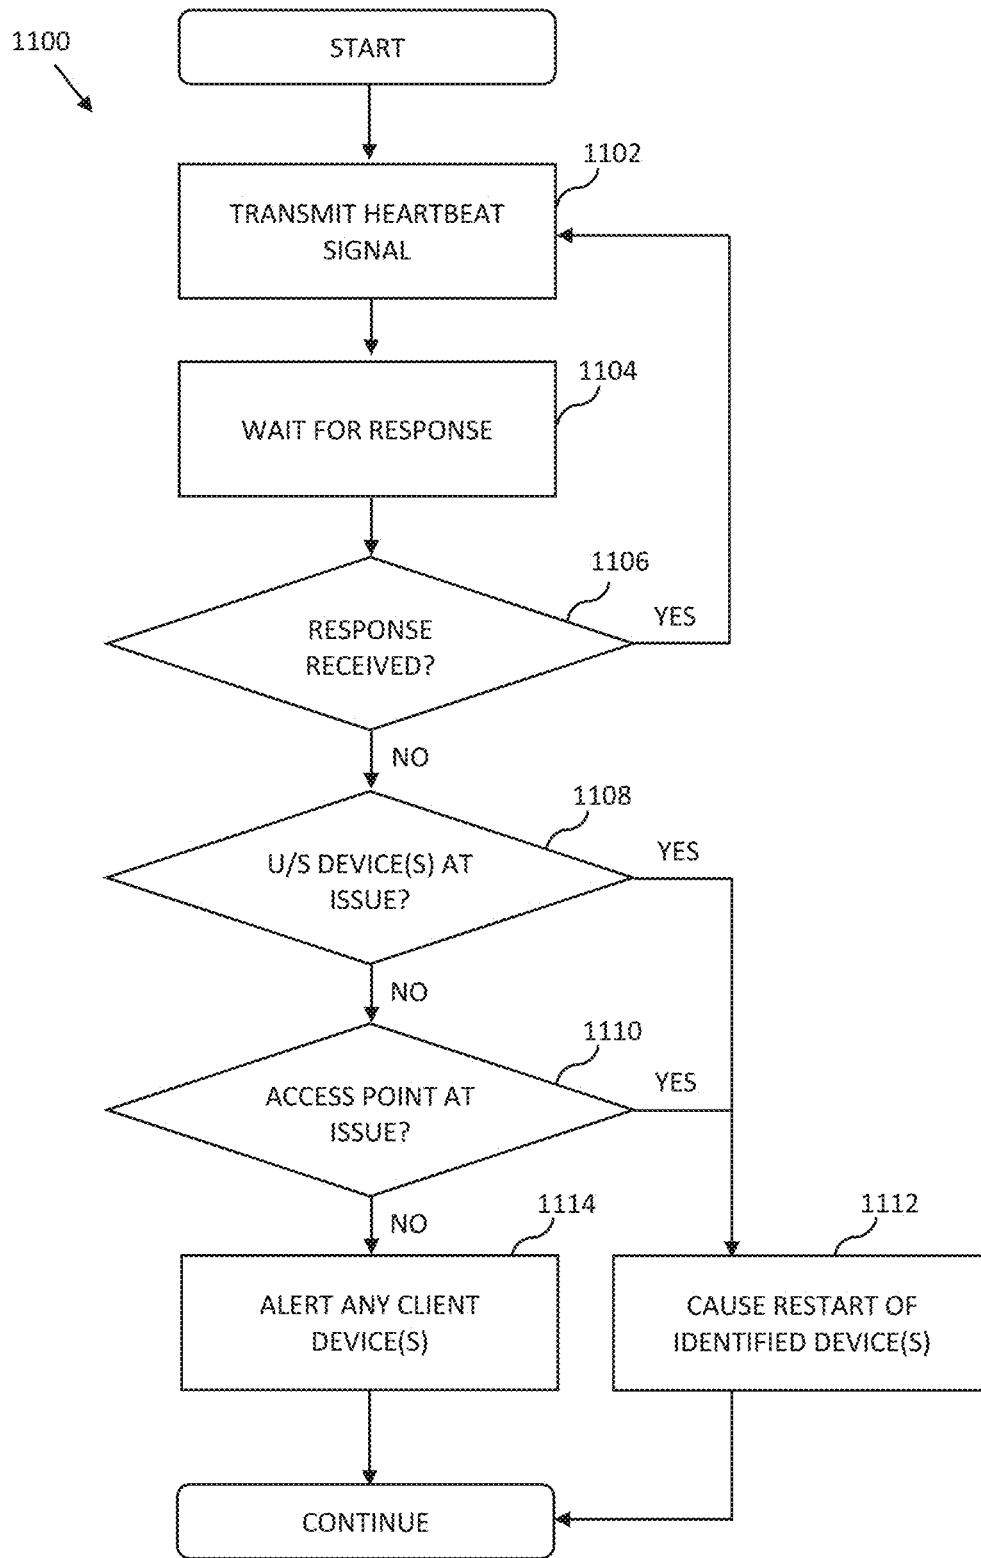 1100
START
1102
TRANSMIT HEARTBEAT
SIGNAL
1104
WAIT FOR RESPONSE
1106
YES
RESPONSE
RECEIVED?
NO
1108
YES
U/S DEVICE(S) AT
ISSUE?
NO
1110
YES
ACCESS POINT AT
ISSUE?
NO
1114
1112
ALERT ANY CLIENT
DEVICE(S)
CAUSE RESTART OF
IDENTIFIED DEVICE(S)
CONTINUE